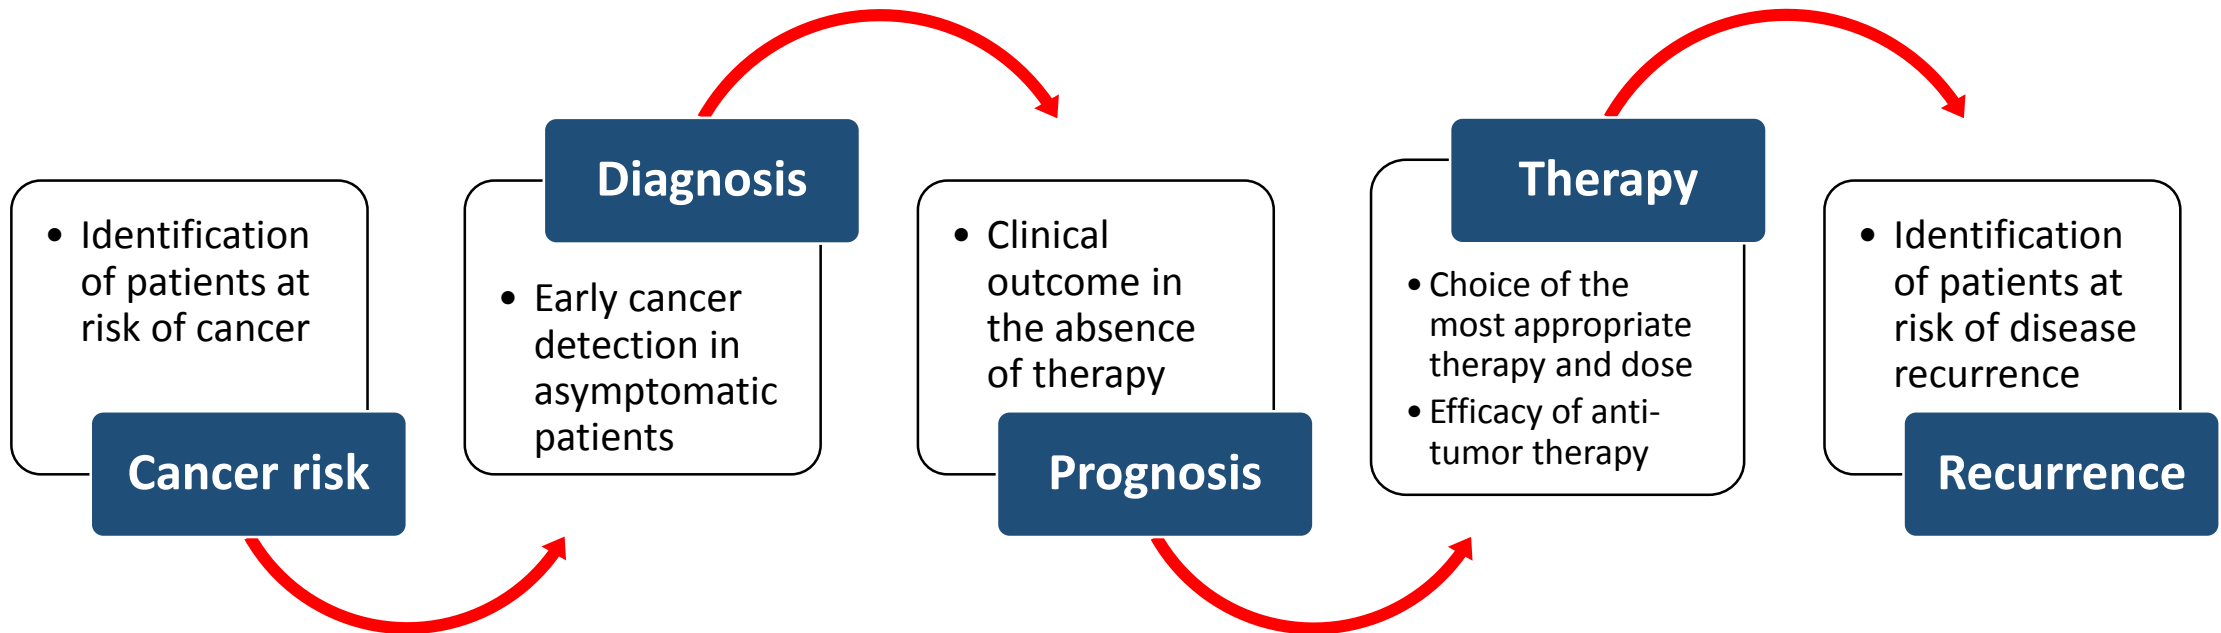 • Identification
of patients at
risk of cancer
Cancer risk
Diagnosis
• Early cancer
detection in
asymptomatic
patients
• Clinical
outcome in
the absence
of therapy
Prognosis
Therapy
• Choice of the
most appropriate
therapy and dose
• Efficacy of anti-
tumor therapy
• Identification
of patients at
risk of disease
recurrence
Recurrence